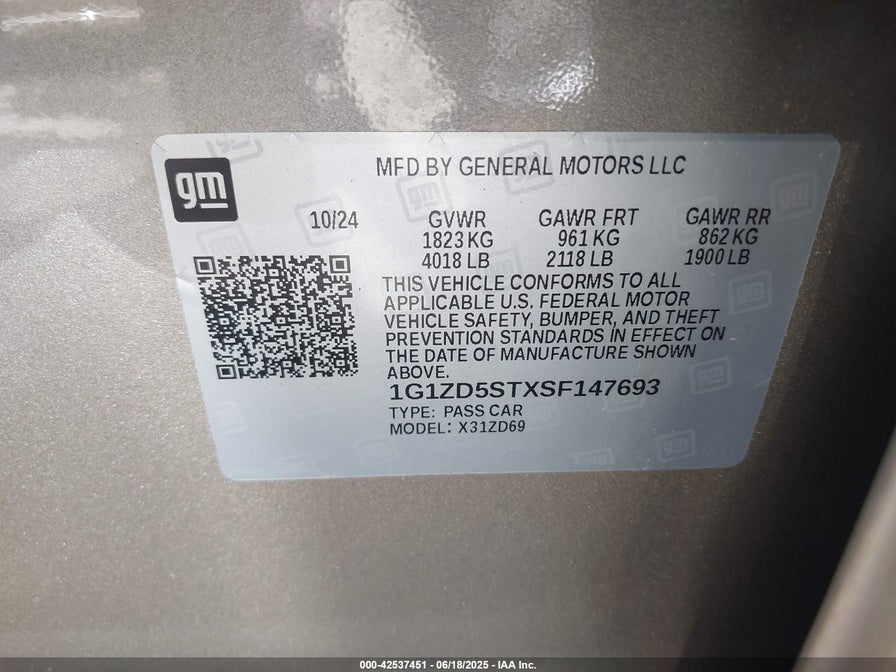 gm
MFD BY GENERAL MOTORS LLC
10/24 GVWR GAWR FRT GAWR RR
1823 KG 961 KG 862 KG
4018 LB 2118 LB 1900 LB
THIS VEHICLE CONFORMS TO ALL
APPLICABLE U.S. FEDERAL MOTOR
VEHICLE SAFETY, BUMPER, AND THEFT
PREVENTION STANDARDS IN EFFECT ON
THE DATE OF MANUFACTURE SHOWN
ABOVE.
1G1ZD5STXSF147693
TYPE: PASS CAR
MODEL: X31ZD69
000-42537451 - 06/18/2025 - IAA Inc.